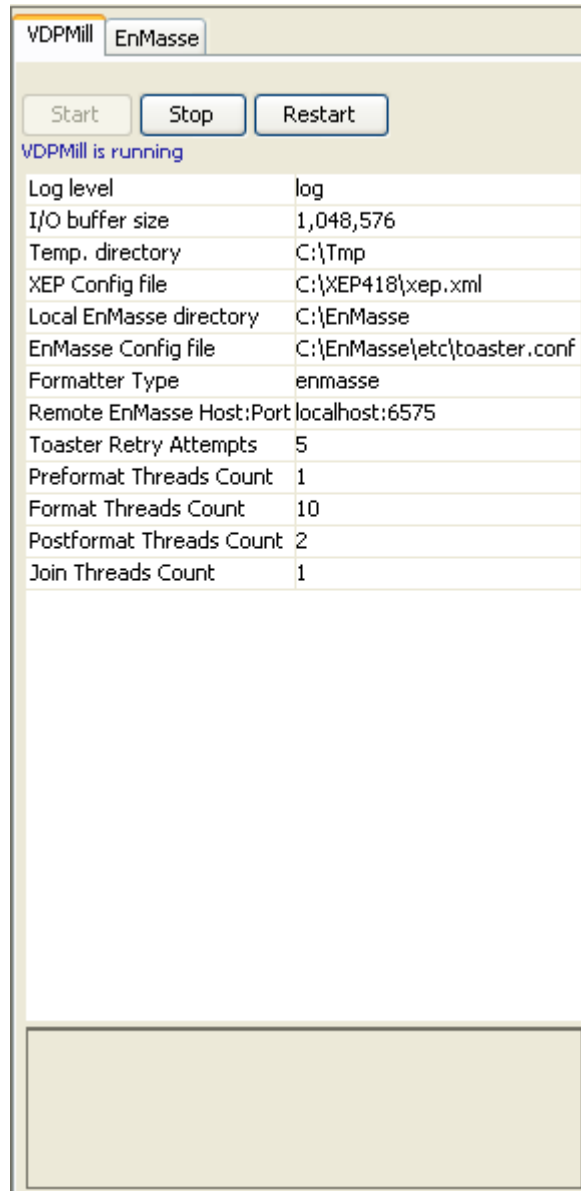 VDPMill EnMasse
Start Stop Restart
VDPMill is running
Log level log
I/O buffer size 1,048,576
Temp. directory C:\Tmp
XEP Config file C:\XEP418\xep.xml
Local EnMasse directory C:\EnMasse
EnMasse Config file C:\EnMasse\etc\toaster.conf
Formatter Type enmasse
Remote EnMasse Host:Port localhost:6575
Toaster Retry Attempts 5
Preformat Threads Count 1
Format Threads Count 10
Postformat Threads Count 2
Join Threads Count 1